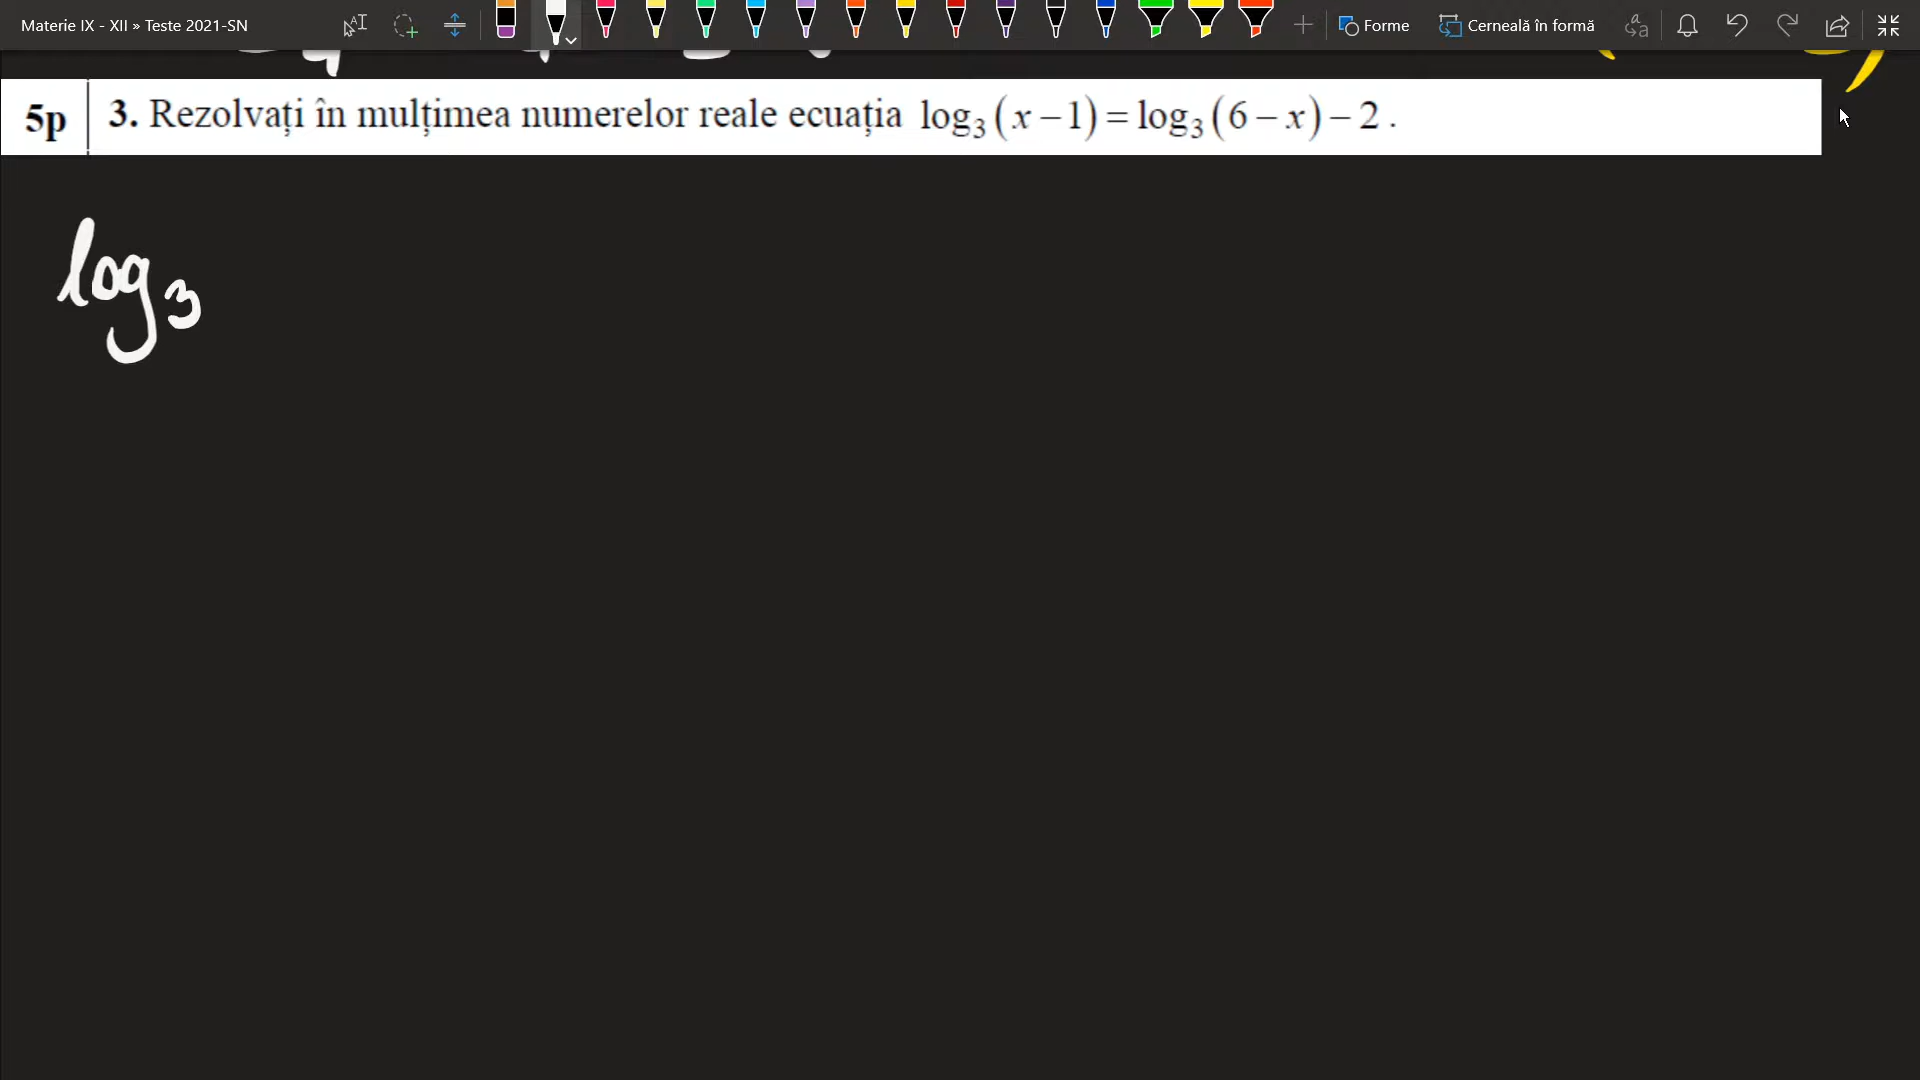 Materie IX - XII » Teste 2021-SN Forme Cerneală în formă
5p 3. Rezolvați în mulțimea numerelor reale ecuația log₃(x−1)=log₃(6−x)−2.
log₃